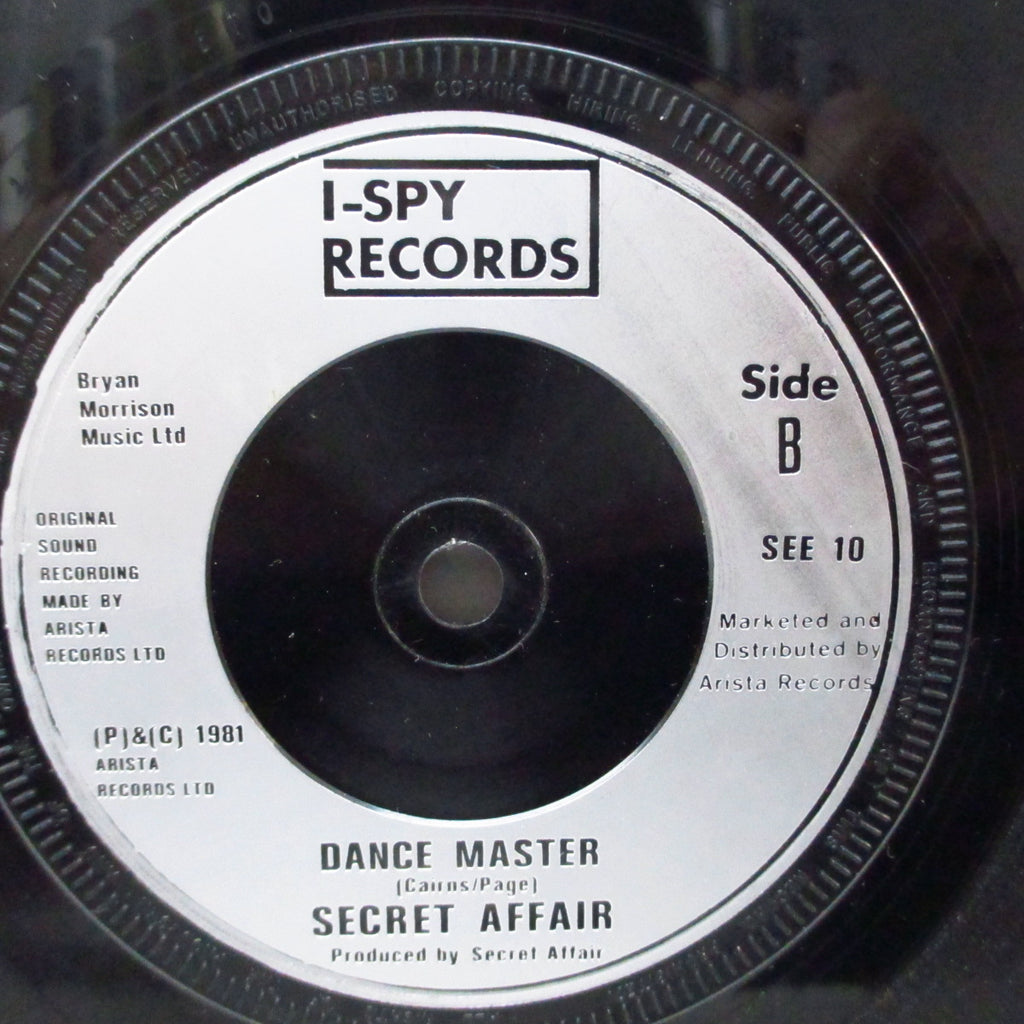 RESERVED UNAUTHORISED COPYING HIRING LENDING PUBLIC PERFORMANCE AND BROADCASTING
I-SPY
RECORDS
Bryan
Morrison
Music Ltd
Side
B
ORIGINAL
SOUND
RECORDING
MADE BY
ARISTA
RECORDS LTD
SEE 10
Marketed and
Distributed by
Arista Records
(P)&(C) 1981
ARISTA
RECORDS LTD
DANCE MASTER
(Cairns/Page)
SECRET AFFAIR
Produced by Secret Affair